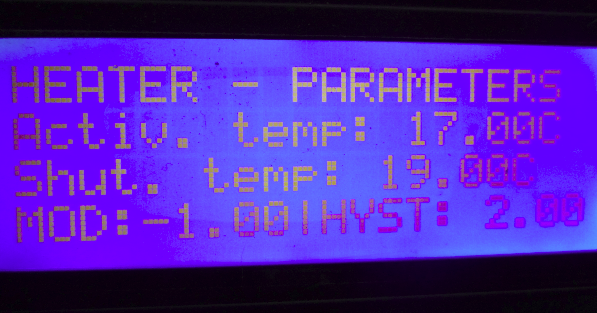 HEATER - PARAMETERS
Activ. temp: 17.00C
Shut. temp: 19.00C
MOD:-1.00|HYST: 2.00